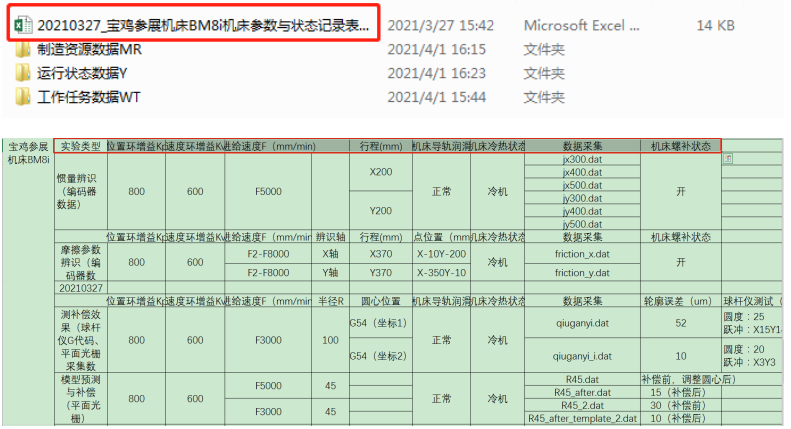 20210327_宝鸡参展机床BM8i机床参数与状态记录表... 2021/3/27 15:42 Microsoft Excel ... 14 KB
制造资源数据MR 2021/4/1 16:15 文件夹
运行状态数据Y 2021/4/1 16:23 文件夹
工作任务数据WT 2021/4/1 15:44 文件夹
宝鸡参展
机床BM8i
实验类型 位置环增益Kp 速度环增益Kv 进给速度F（mm/min） 行程(mm) 机床导轨润滑 机床冷热状态 数据采集 机床螺补状态
惯量辨识
（编码器
数据）
800 600 F5000 X200 Y200 正常 冷机 开
jx300.dat
jx400.dat
jx500.dat
jy300.dat
jy400.dat
jy500.dat
位置环增益Kp 速度环增益Kv 进给速度F（mm/min） 辨识轴 行程(mm) 点位置（mm 机床冷热状态 数据采集 机床螺补状态
摩擦参数
辨识（编
码器数
800 600 冷机 开
F2-F8000 X轴 X370 X-10Y-200 friction_x.dat
F2-F8000 Y轴 Y370 X-350Y-10 friction_y.dat
20210327
位置环增益Kp 速度环增益Kv 进给速度F（mm/min） 半径R 圆心位置 机床导轨润滑 机床冷热状态 数据采集 轮廓误差（um） 球杆仪测试（
测补偿效
果（球杆
仪G代码、
平面光栅
采集数
800 600 F3000 100 正常 冷机
G54（坐标1） qiuganyi.dat 52
圆度：25
跃冲：X15Y1
G54（坐标2） qiuganyi_i.dat 10
圆度：20
跃冲：X3Y3
模型预测
与补偿
（平面光
栅）
800 600 正常 冷机
F5000 45
F3000 45
R45.dat 补偿前，调整圆心后）
R45_after.dat 15（补偿后）
R45_2.dat 30（补偿前）
R45_after_template_2.dat 10（补偿后）